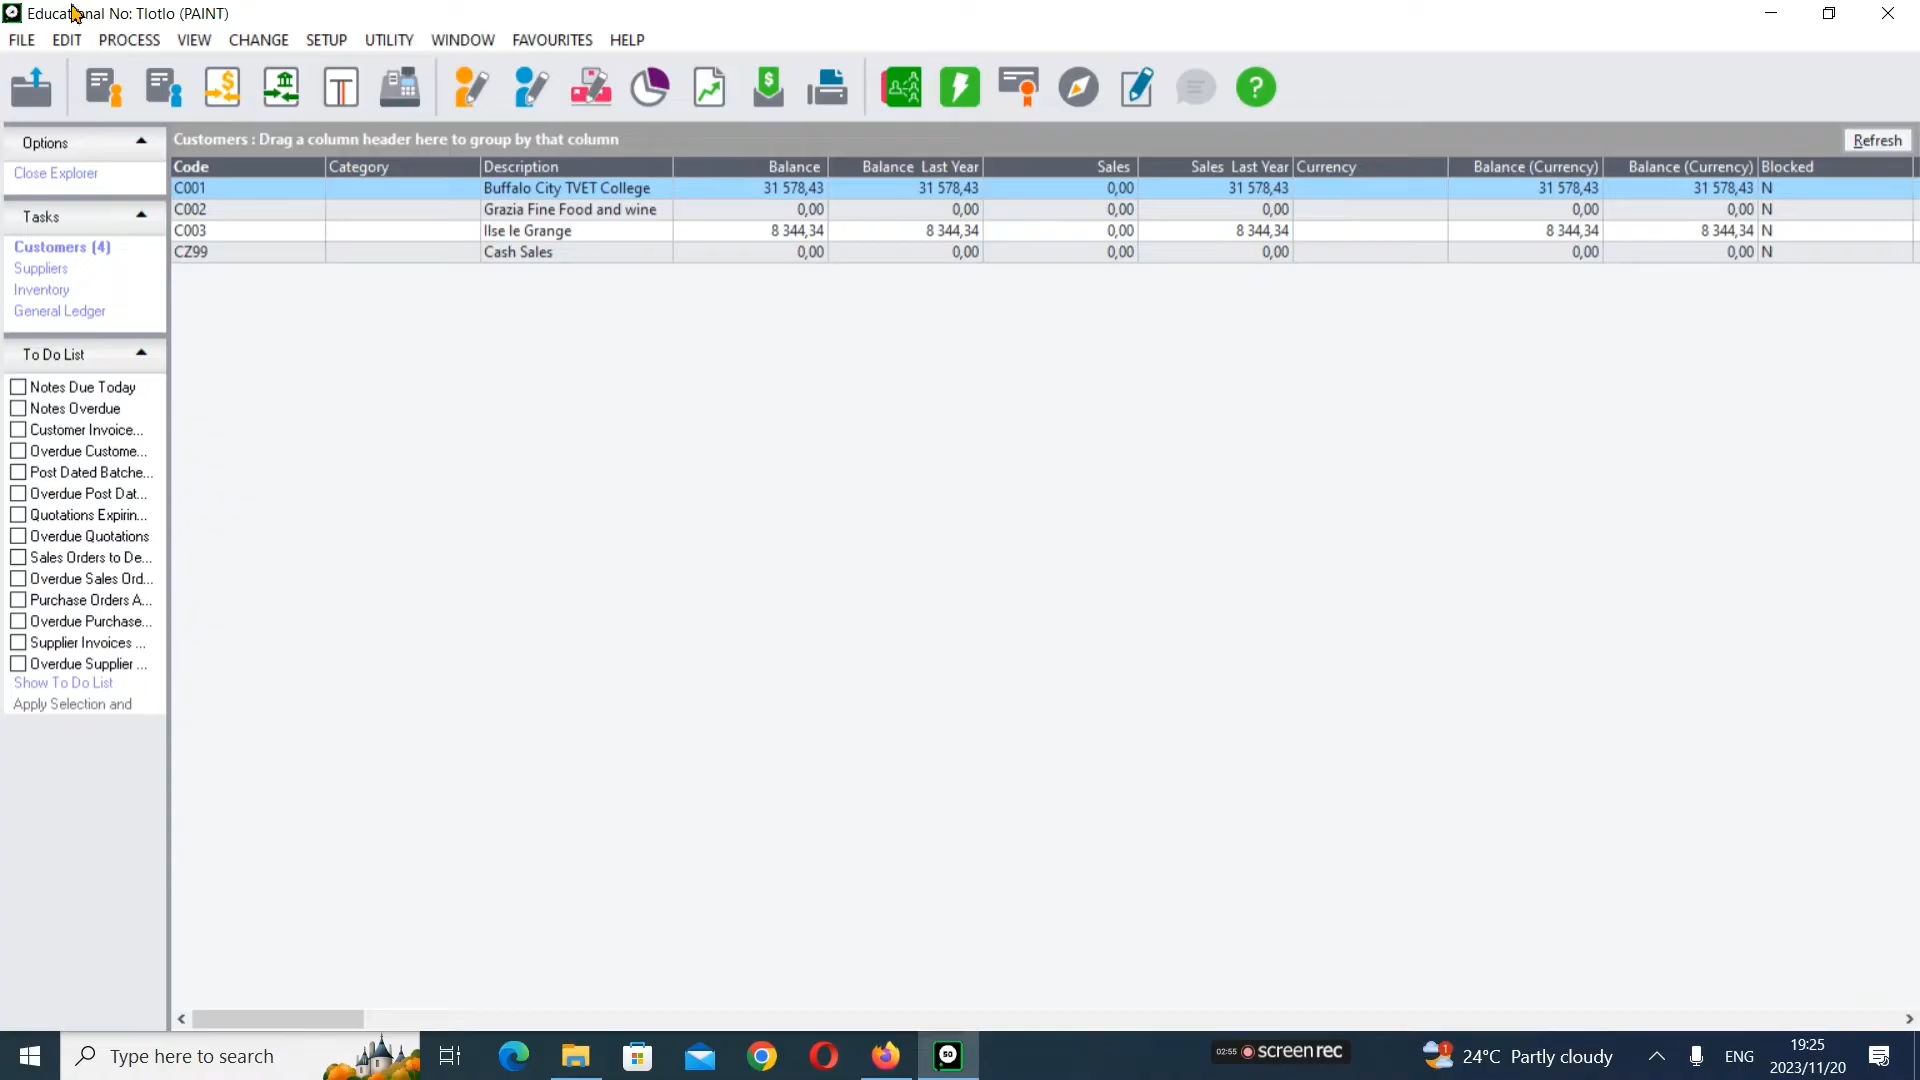 Educational No: Tlotlo (PAINT)
FILE EDIT PROCESS VIEW CHANGE SETUP UTILITY WINDOW FAVOURITES HELP
Options
Close Explorer
Tasks
Customers (4)
Suppliers
Inventory
General Ledger
To Do List
Notes Due Today
Notes Overdue
Customer Invoice...
Overdue Custome...
Post Dated Batche...
Overdue Post Dat...
Quotations Expirin...
Overdue Quotations
Sales Orders to De...
Overdue Sales Ord...
Purchase Orders A...
Overdue Purchase...
Supplier Invoices ...
Overdue Supplier ...
Show To Do List
Apply Selection and
Customers : Drag a column header here to group by that column
Refresh
Code Category Description Balance Balance Last Year Sales Sales Last Year Currency Balance (Currency) Balance (Currency) Blocked
C001 Buffalo City TVET College 31 578,43 31 578,43 0,00 31 578,43 31 578,43 31 578,43 N
C002 Grazia Fine Food and wine 0,00 0,00 0,00 0,00 0,00 0,00 N
C003 Ilse le Grange 8 344,34 8 344,34 0,00 8 344,34 8 344,34 8 344,34 N
CZ99 Cash Sales 0,00 0,00 0,00 0,00 0,00 0,00 N
Type here to search
50
02:55 screen rec
1
24°C Partly cloudy
ENG
19:25
2023/11/20